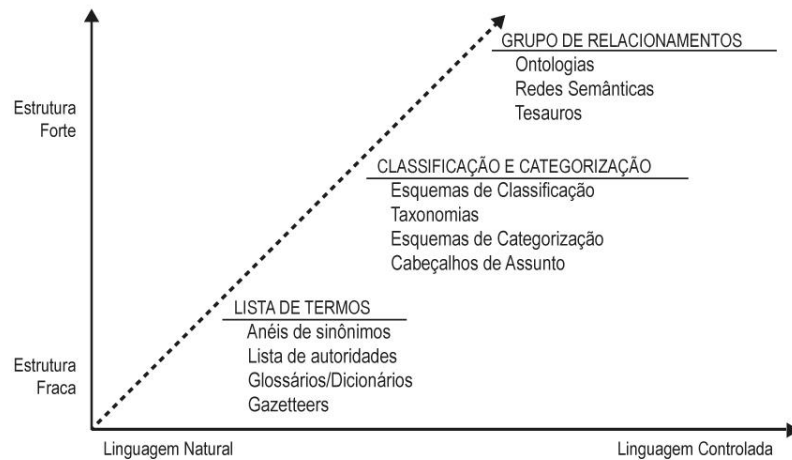 GRUPO DE RELACIONAMENTOS
Ontologias
Redes Semânticas
Tesauros
Estrutura
Forte
CLASSIFICAÇÃO E CATEGORIZAÇÃO
Esquemas de Classificação
Taxonomias
Esquemas de Categorização
Cabeçalhos de Assunto
LISTA DE TERMOS
Anéis de sinônimos
Lista de autoridades
Glossários/Dicionários
Gazetteers
Estrutura
Fraca
Linguagem Natural
Linguagem Controlada